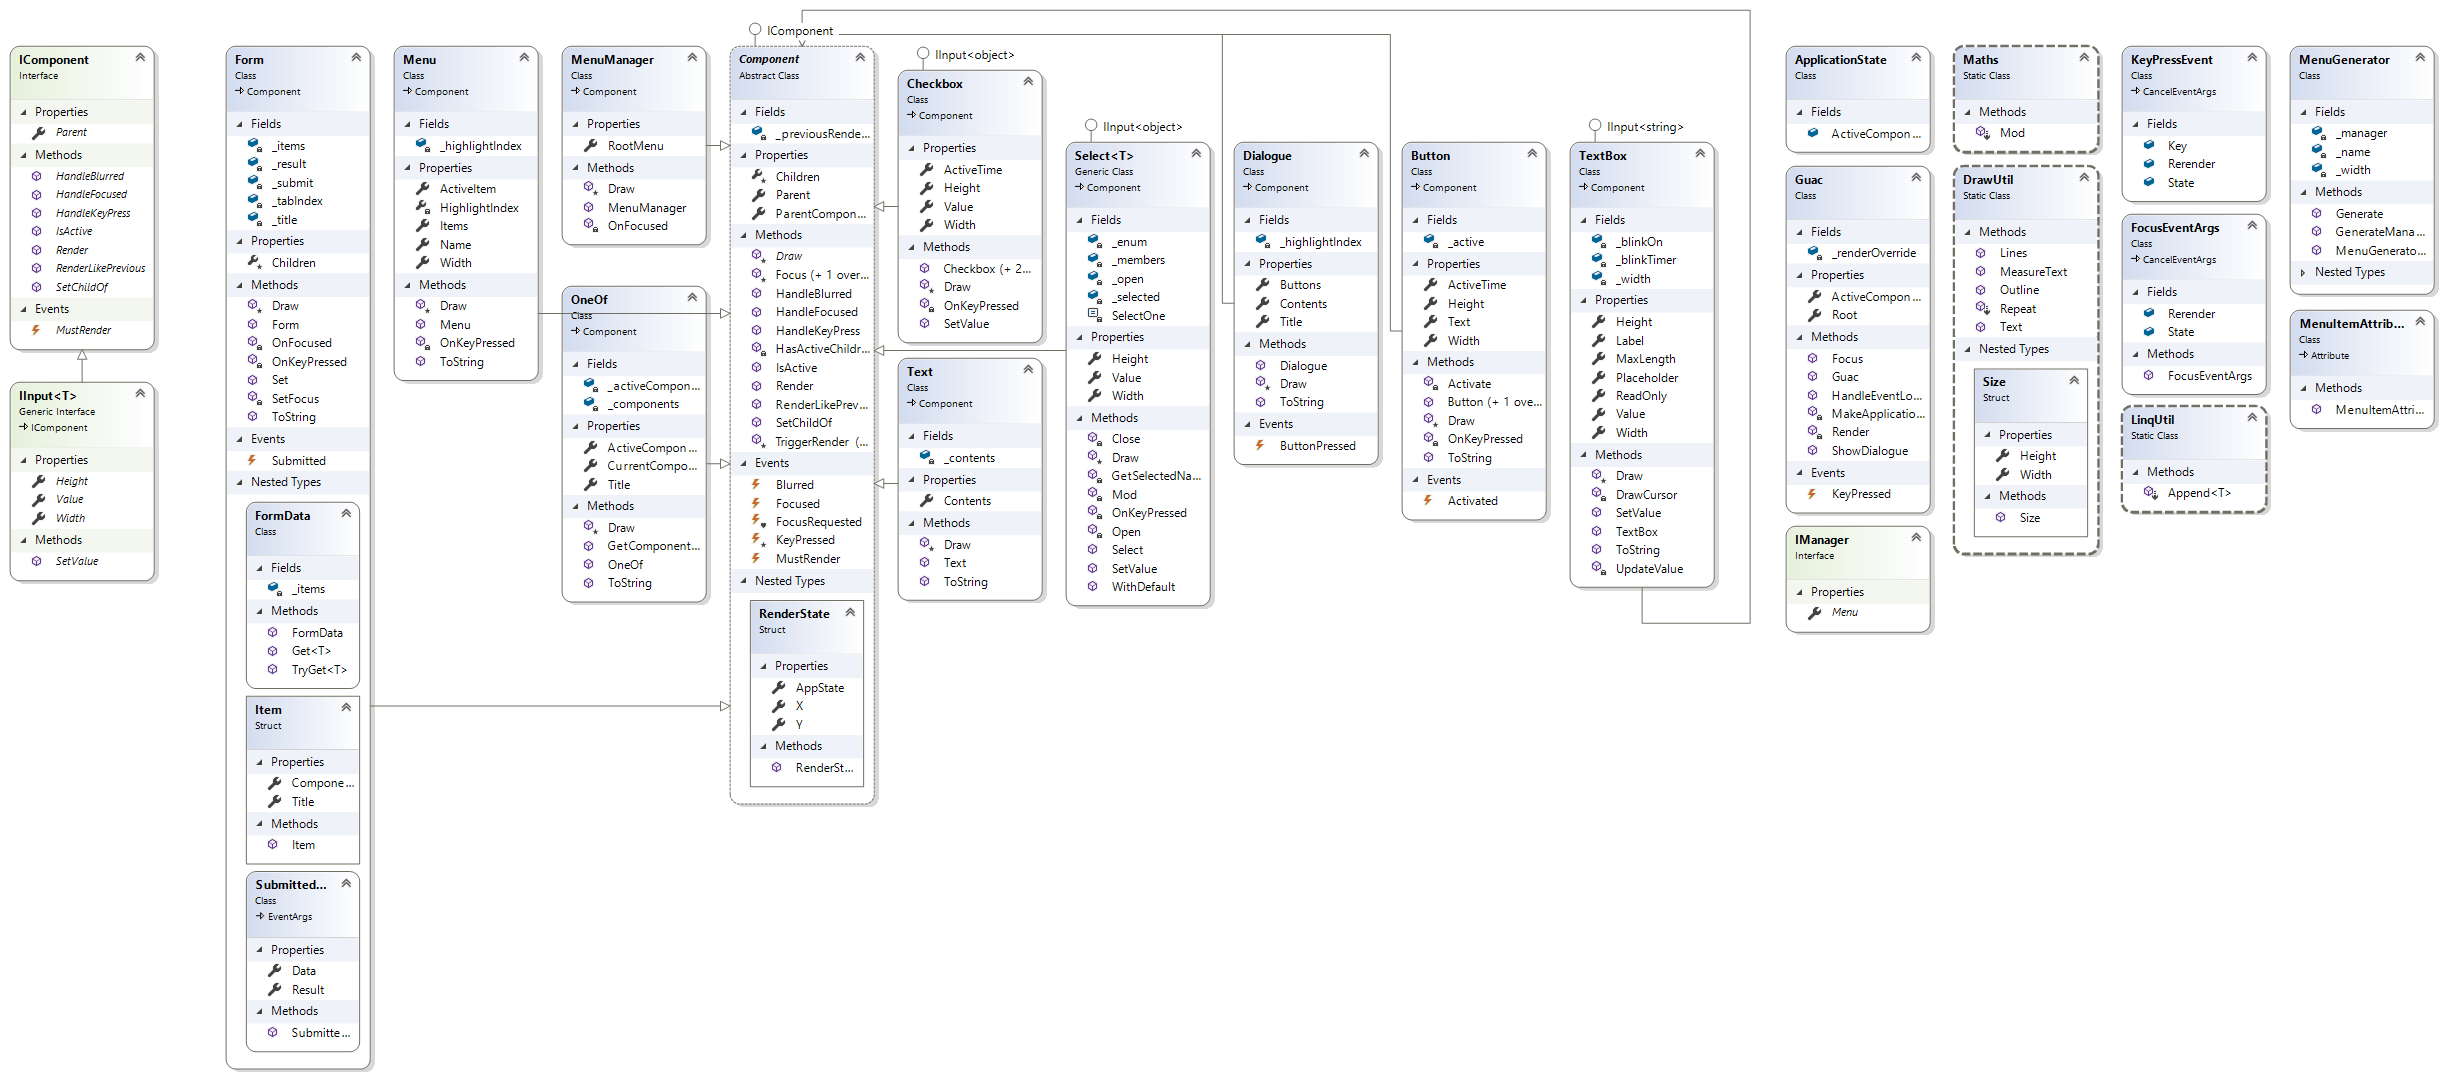 IComponent
Interface
Properties
Parent
Methods
HandleBlurred
HandleFocused
HandleKeyPress
IsActive
Render
RenderLikePrevious
SetChildOf
Events
MustRender
IInput<T>
Generic Interface
IComponent
Properties
Height
Value
Width
Methods
SetValue
Form
Class
Component
Fields
_items
_result
_submit
_tabIndex
_title
Properties
Children
Methods
Draw
Form
OnFocused
OnKeyPressed
Set
SetFocus
ToString
Events
Submitted
Nested Types
FormData
Class
Fields
_items
Methods
FormData
Get<T>
TryGet<T>
Item
Struct
Properties
Compone...
Title
Methods
Item
Submitted...
Class
EventArgs
Properties
Data
Result
Methods
Submitte...
Menu
Class
Component
Fields
_highlightIndex
Properties
ActiveItem
HighlightIndex
Items
Name
Width
Methods
Draw
Menu
OnKeyPressed
ToString
MenuManager
Class
Component
Properties
RootMenu
Methods
Draw
MenuManager
OnFocused
OneOf
Class
Component
Fields
_activeCompon...
_components
Properties
ActiveCompon...
CurrentCompo...
Title
Methods
Draw
GetComponent...
OneOf
ToString
IComponent
Component
Abstract Class
Fields
_previousRende...
Properties
Children
Parent
ParentCompon...
Methods
Draw
Focus (+ 1 over...
HandleBlurred
HandleFocused
HandleKeyPress
HasActiveChildr...
IsActive
Render
RenderLikePrev...
SetChildOf
TriggerRender (...
Events
Blurred
Focused
FocusRequested
KeyPressed
MustRender
Nested Types
RenderState
Struct
Properties
AppState
X
Y
Methods
RenderSt...
IInput<object>
Checkbox
Class
Component
Properties
ActiveTime
Height
Value
Width
Methods
Checkbox (+ 2...
Draw
OnKeyPressed
SetValue
Text
Class
Component
Fields
_contents
Properties
Contents
Methods
Draw
Text
ToString
IInput<object>
Select<T>
Generic Class
Component
Fields
_enum
_members
_open
_selected
SelectOne
Properties
Height
Value
Width
Methods
Close
Draw
GetSelectedNa...
Mod
OnKeyPressed
Open
Select
SetValue
WithDefault
Dialogue
Class
Component
Fields
_highlightIndex
Properties
Buttons
Contents
Title
Methods
Dialogue
Draw
ToString
Events
ButtonPressed
Button
Class
Component
Fields
_active
Properties
ActiveTime
Height
Text
Width
Methods
Activate
Button (+ 1 ove...
Draw
OnKeyPressed
ToString
Events
Activated
IInput<string>
TextBox
Class
Component
Fields
_blinkOn
_blinkTimer
_width
Properties
Height
Label
MaxLength
Placeholder
ReadOnly
Value
Width
Methods
Draw
DrawCursor
SetValue
TextBox
ToString
UpdateValue
ApplicationState
Class
Fields
ActiveCompon...
Guac
Class
Fields
_renderOverride
Properties
ActiveCompon...
Root
Methods
Focus
Guac
HandleEventLo...
MakeApplicatio...
Render
ShowDialogue
Events
KeyPressed
IManager
Interface
Properties
Menu
Maths
Static Class
Methods
Mod
DrawUtil
Static Class
Methods
Lines
MeasureText
Outline
Repeat
Text
Nested Types
Size
Struct
Properties
Height
Width
Methods
Size
KeyPressEvent
Class
CancelEventArgs
Fields
Key
Rerender
State
FocusEventArgs
Class
CancelEventArgs
Fields
Rerender
State
Methods
FocusEventArgs
LinqUtil
Static Class
Methods
Append<T>
MenuGenerator
Class
Fields
_manager
_name
_width
Methods
Generate
GenerateMana...
MenuGenerato...
Nested Types
MenuItemAttrib...
Class
Attribute
Methods
MenuItemAttri...